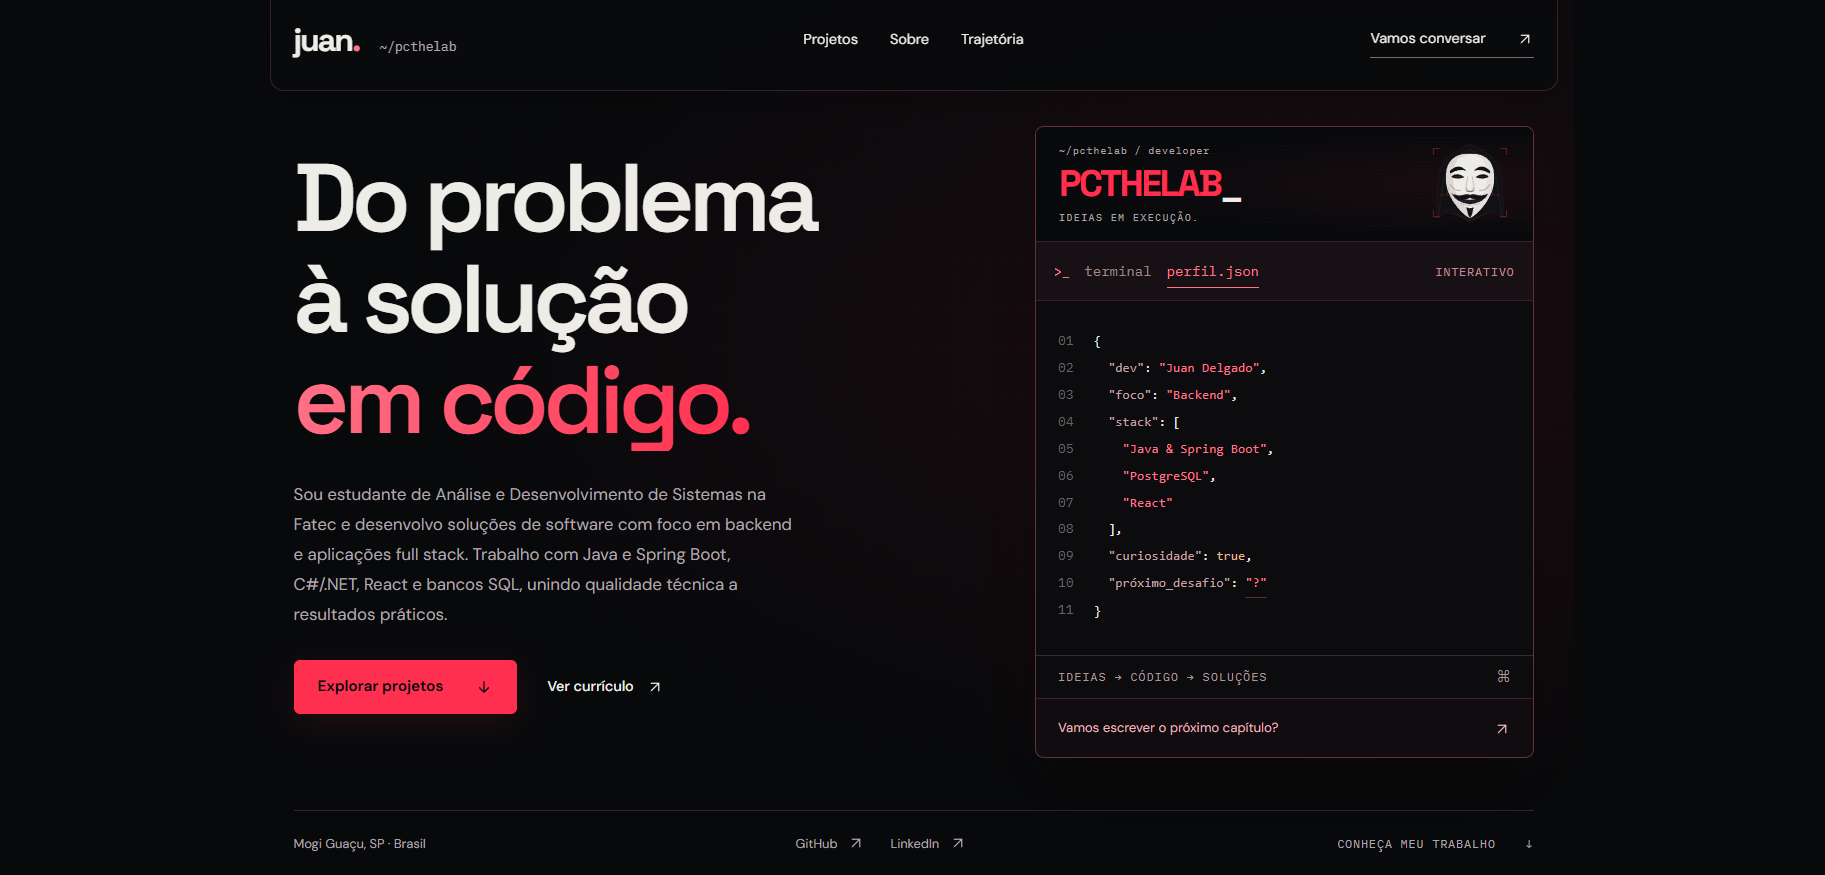 juan. ~/pcthelab
Projetos Sobre Trajetória
Vamos conversar ↗
Do problema
à solução
em código.
Sou estudante de Análise e Desenvolvimento de Sistemas na
Fatec e desenvolvo soluções de software com foco em backend
e aplicações full stack. Trabalho com Java e Spring Boot,
C#/.NET, React e bancos SQL, unindo qualidade técnica a
resultados práticos.
Explorar projetos ↓
Ver currículo ↗
~/pcthelab / developer
PCTHELAB_
IDEIAS EM EXECUÇÃO.
>_ terminal perfil.json INTERATIVO
01 {
02 "dev": "Juan Delgado",
03 "foco": "Backend",
04 "stack": [
05 "Java & Spring Boot",
06 "PostgreSQL",
07 "React"
08 ],
09 "curiosidade": true,
10 "próximo_desafio": "?"
11 }
IDEIAS → CÓDIGO → SOLUÇÕES ⌘
Vamos escrever o próximo capítulo? ↗
Mogi Guaçu, SP · Brasil
GitHub ↗ LinkedIn ↗
CONHEÇA MEU TRABALHO ↓